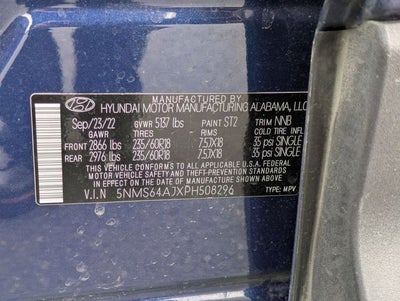 MANUFACTURED BY
HYUNDAI MOTOR MANUFACTURING ALABAMA, LLC
Sep/23/22 GVWR 5137 lbs PAINT ST2 TRIM NNB
GAWR TIRES RIMS COLD TIRE INFL
FRONT 2866 lbs 235/60R18 7.5JX18 35 psi SINGLE
REAR 2976 lbs 235/60R18 7.5JX18 35 psi SINGLE
THIS VEHICLE CONFORMS TO ALL APPLICABLE U.S.A. FEDERAL
MOTOR VEHICLE SAFETY, BUMPER, AND THEFT PREVENTION
STANDARDS IN EFFECT ON THE DATE OF MANUFACTURE SHOWN ABOVE
V.I.N 5NMS64AJXPH508296 TYPE: MPV